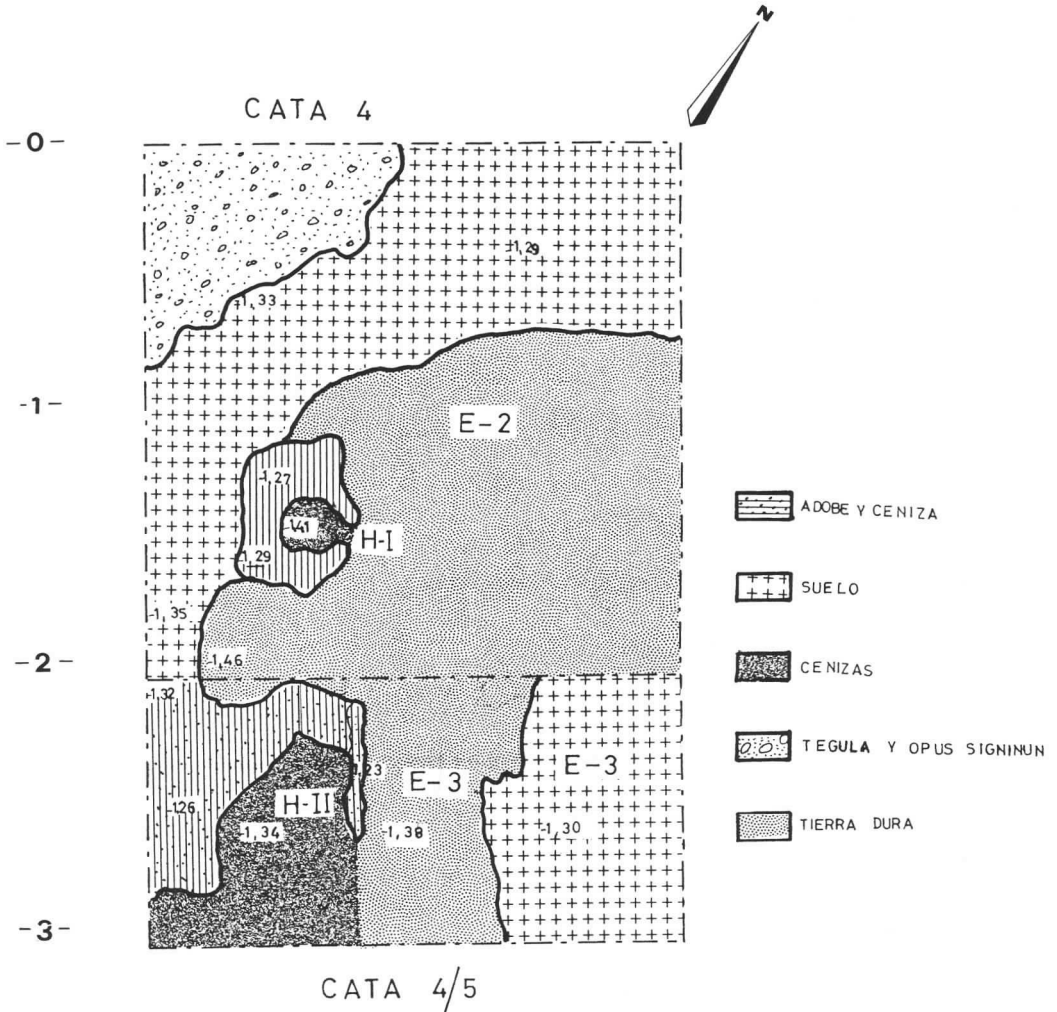 N
CATA 4
-0-
-1,29
-1,33
-1-
E-2
-1,27
-1,41
H-I
-1,29
-1,35
-1,46
-2-
-1,32
-1,23
E-3
E-3
-126
H-II
-1,34
-1,38
-1,30
-3-
CATA 4/5
ADOBE Y CENIZA
SUELO
CENIZAS
TEGULA Y OPUS SIGNINUN
TIERRA DURA